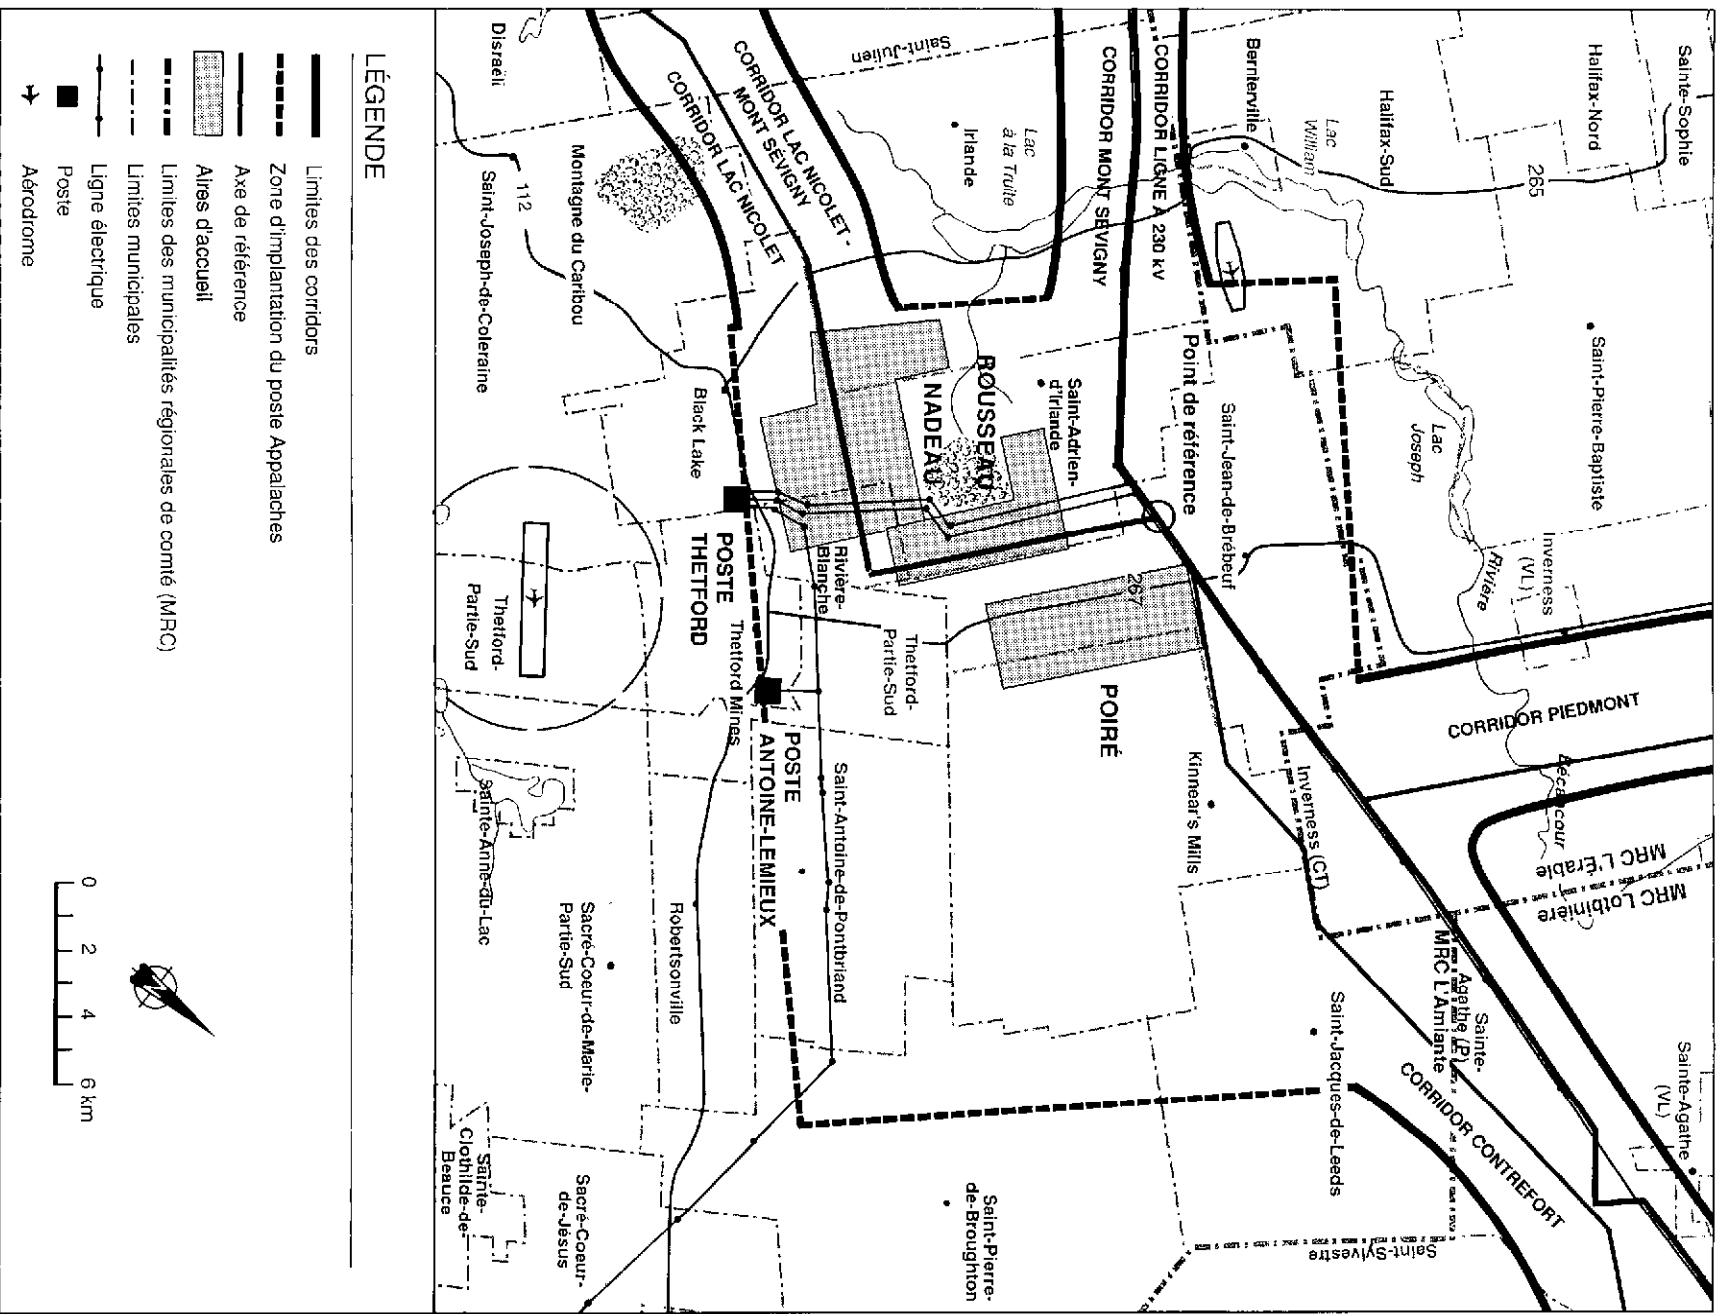 Sainte-Sophie
Halifax-Nord
265
Halifax-Sud
Lac
William
Bernierville
CORRIDOR LIGNE À 230 kV
CORRIDOR MONT SÉVIGNY
Saint-Julien
Lac
à la Truite
Irlande
CORRIDOR LAC NICOLET -
MONT SÉVIGNY
CORRIDOR LAC NICOLET
Disraëli
Montagne du Caribou
112
Saint-Joseph-de-Coleraine
Saint-Pierre-Baptiste
Lac
Joseph
Inverness
(VL)
Rivière
Bécancour
Point de référence
Saint-Jean-de-Brébeuf
Saint-Adrien-
d'Irlande
ROUSSEAU
NADEAU
Black Lake
267
Rivière-
Blanche
POSTE
THETFORD
Thetford Mines
Thetford-
Partie-Sud
Thetford-
Partie-Sud
POIRÉ
Kinnear's Mills
Inverness (CT)
CORRIDOR PIEDMONT
MRC L'Érable
MRC Lotbinière
MRC L'Amiante
Sainte-
Agathe (P)
Sainte-Agathe
(VL)
POSTE
ANTOINE-LEMIEUX
Saint-Antoine-de-Pontbriand
Sainte-Anne-du-Lac
Robertsonville
Sacré-Coeur-de-Marie-
Partie-Sud
Saint-Jacques-de-Leeds
CORRIDOR CONTREFORT
Saint-Sylvestre
Saint-Pierre-
de-Broughton
Sacré-Coeur-
de-Jésus
Sainte-
Clothilde-de-
Beauce
LÉGENDE
Limites des corridors
Zone d'implantation du poste Appalaches
Axe de référence
Aires d'accueil
Limites des municipalités régionales de comté (MRC)
Limites municipales
Ligne électrique
Poste
Aérodrome
0 2 4 6 km